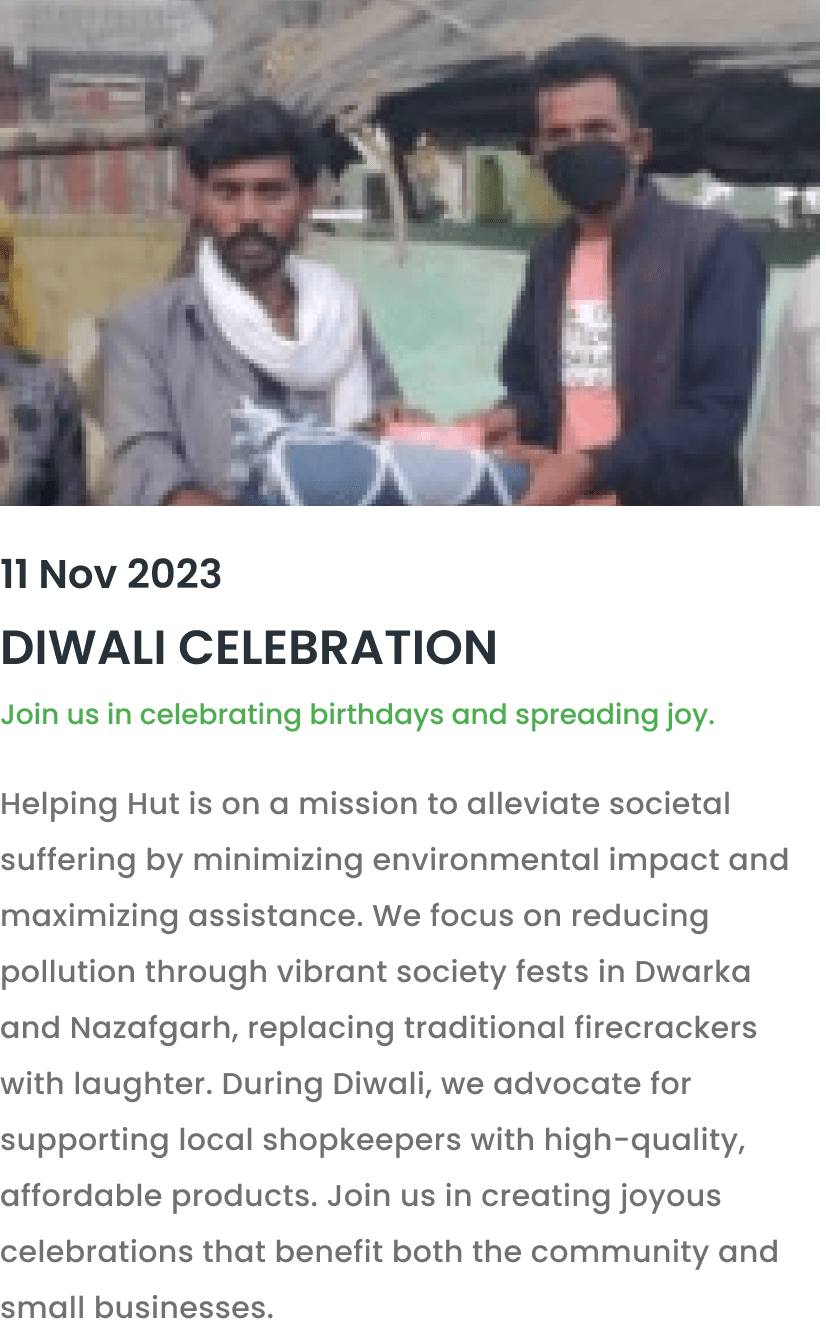 11 Nov 2023
DIWALI CELEBRATION
Join us in celebrating birthdays and spreading joy.
Helping Hut is on a mission to alleviate societal
suffering by minimizing environmental impact and
maximizing assistance. We focus on reducing
pollution through vibrant society fests in Dwarka
and Nazafgarh, replacing traditional firecrackers
with laughter. During Diwali, we advocate for
supporting local shopkeepers with high-quality,
affordable products. Join us in creating joyous
celebrations that benefit both the community and
small businesses.